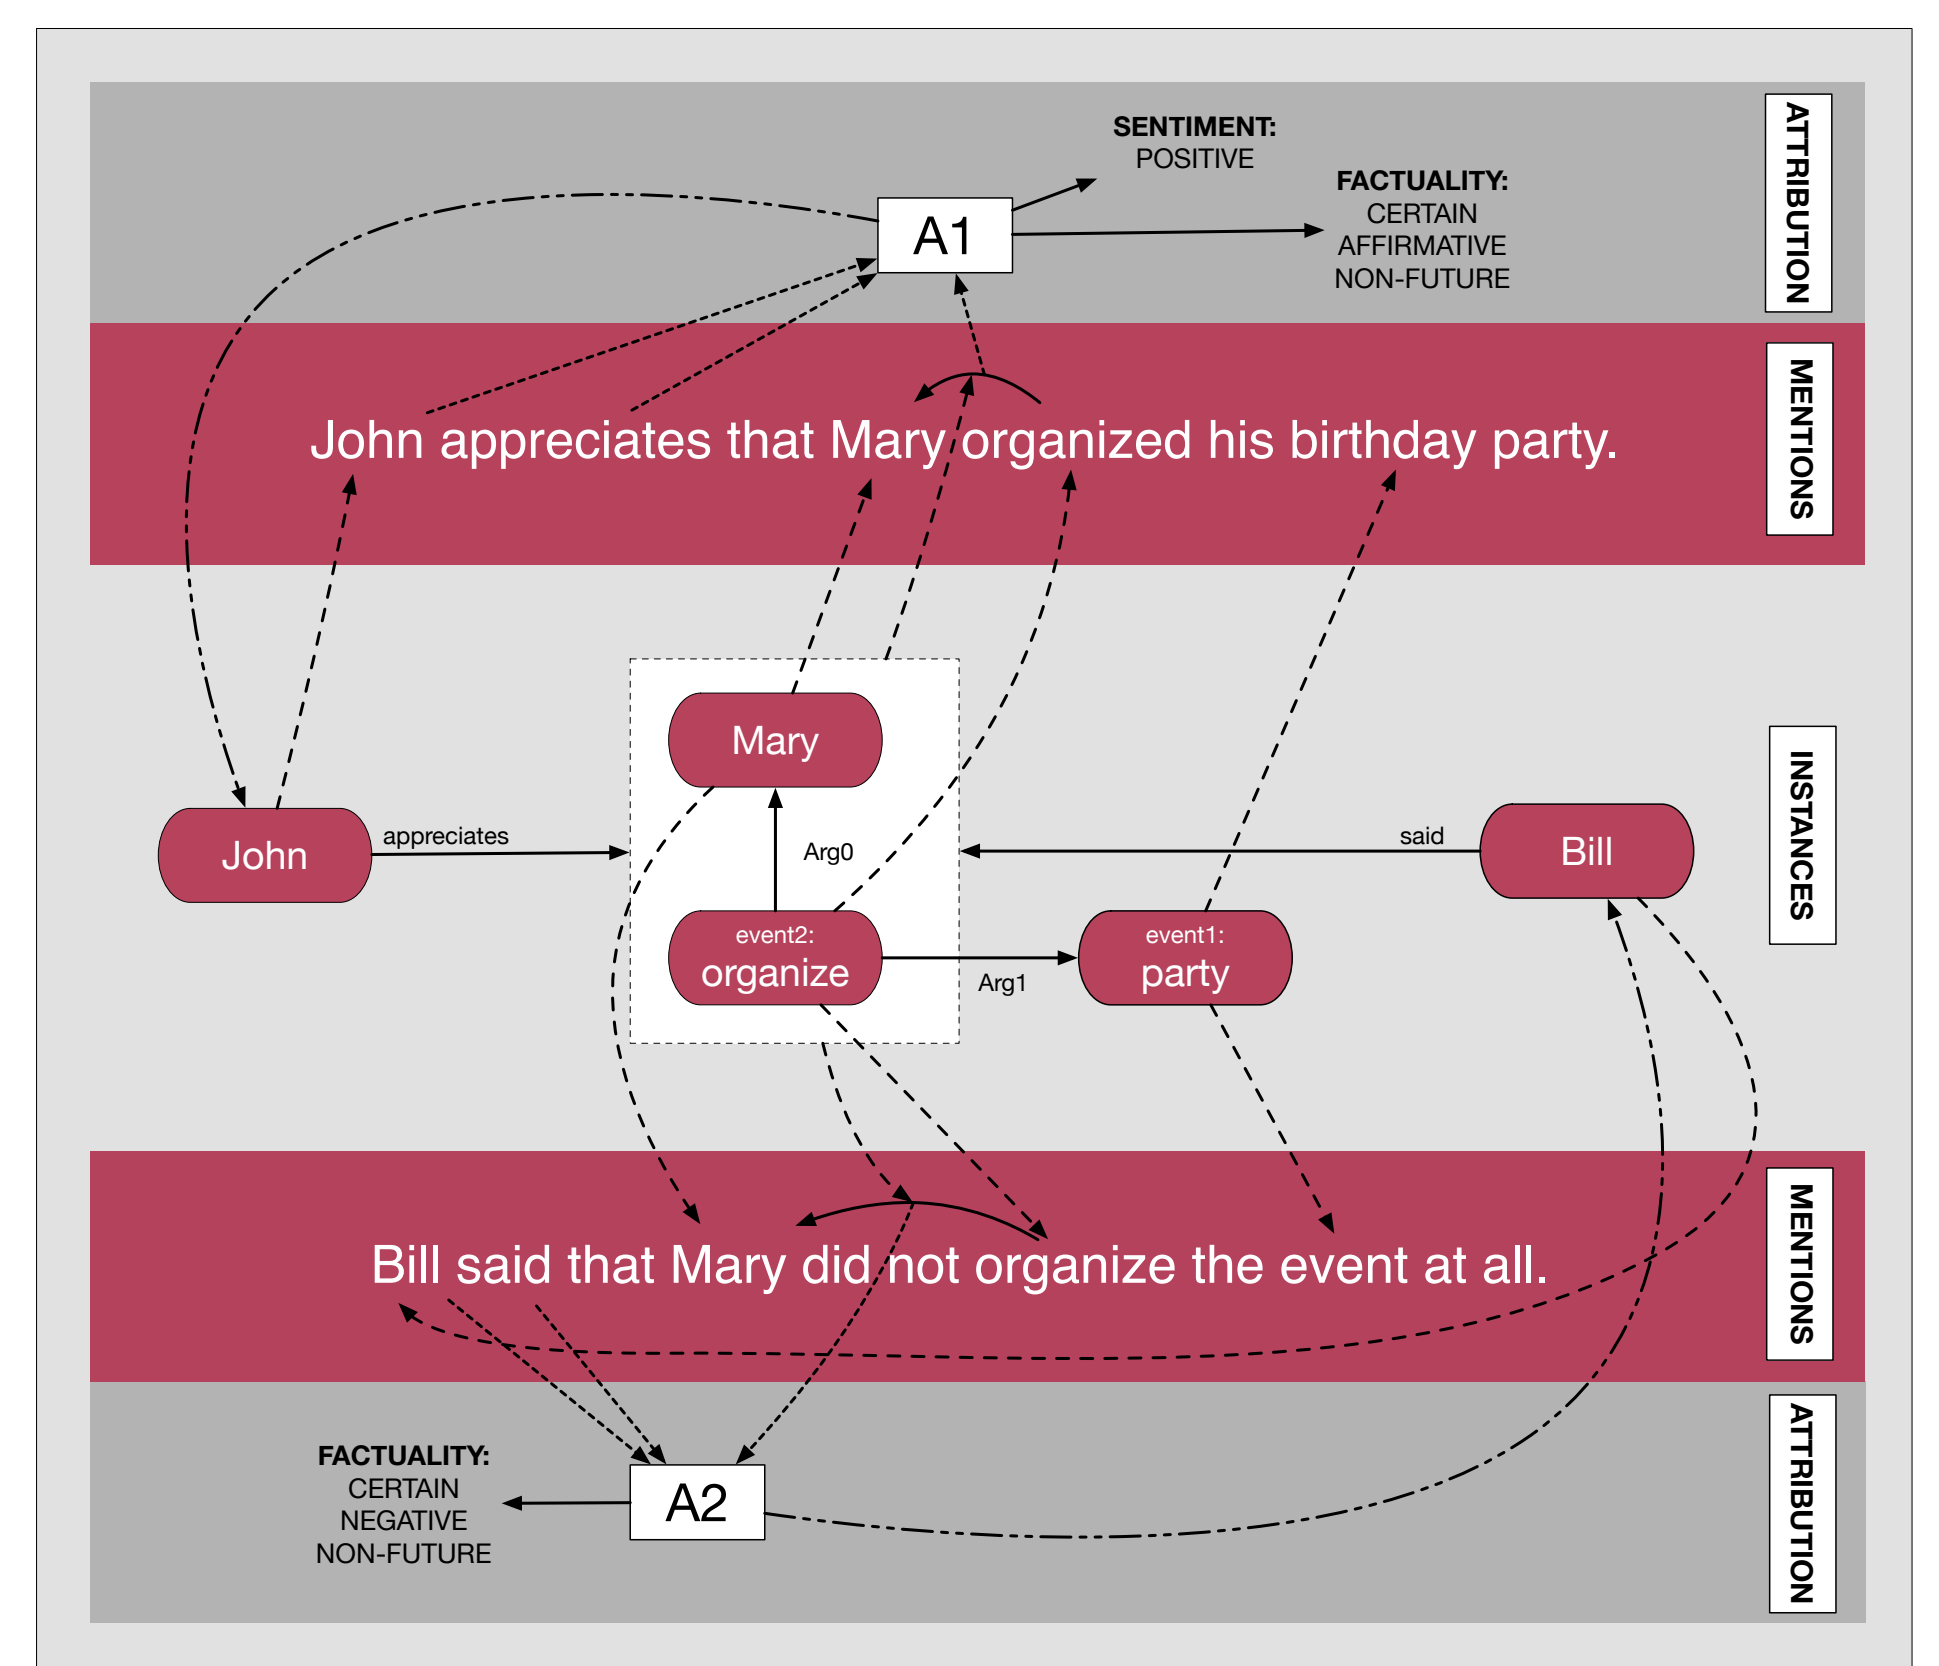 SENTIMENT:
POSITIVE
FACTUALITY:
CERTAIN
AFFIRMATIVE
NON-FUTURE
A1
ATTRIBUTION
John appreciates that Mary organized his birthday party.
MENTIONS
Mary
John
appreciates
Arg0
said
Bill
INSTANCES
event2:
organize
Arg1
event1:
party
Bill said that Mary did not organize the event at all.
MENTIONS
FACTUALITY:
CERTAIN
NEGATIVE
NON-FUTURE
A2
ATTRIBUTION